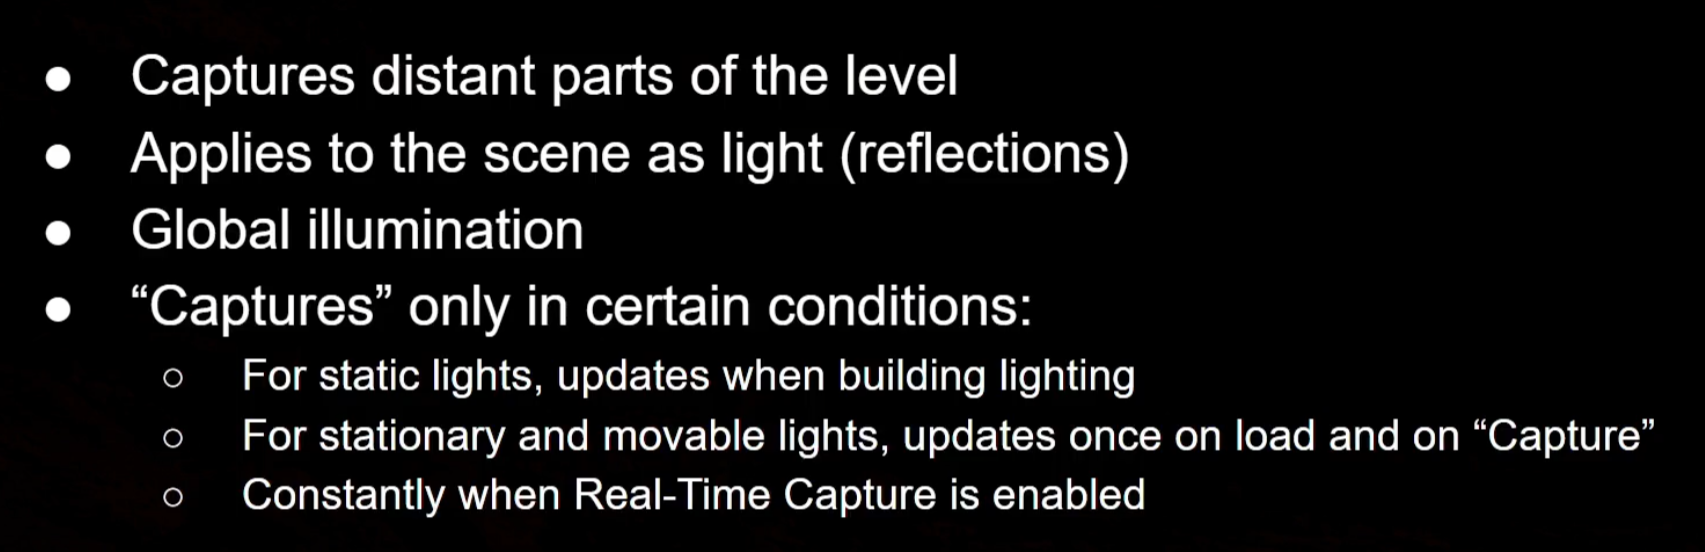 ● Captures distant parts of the level
● Applies to the scene as light (reflections)
● Global illumination
● “Captures” only in certain conditions:
○ For static lights, updates when building lighting
○ For stationary and movable lights, updates once on load and on “Capture”
○ Constantly when Real-Time Capture is enabled